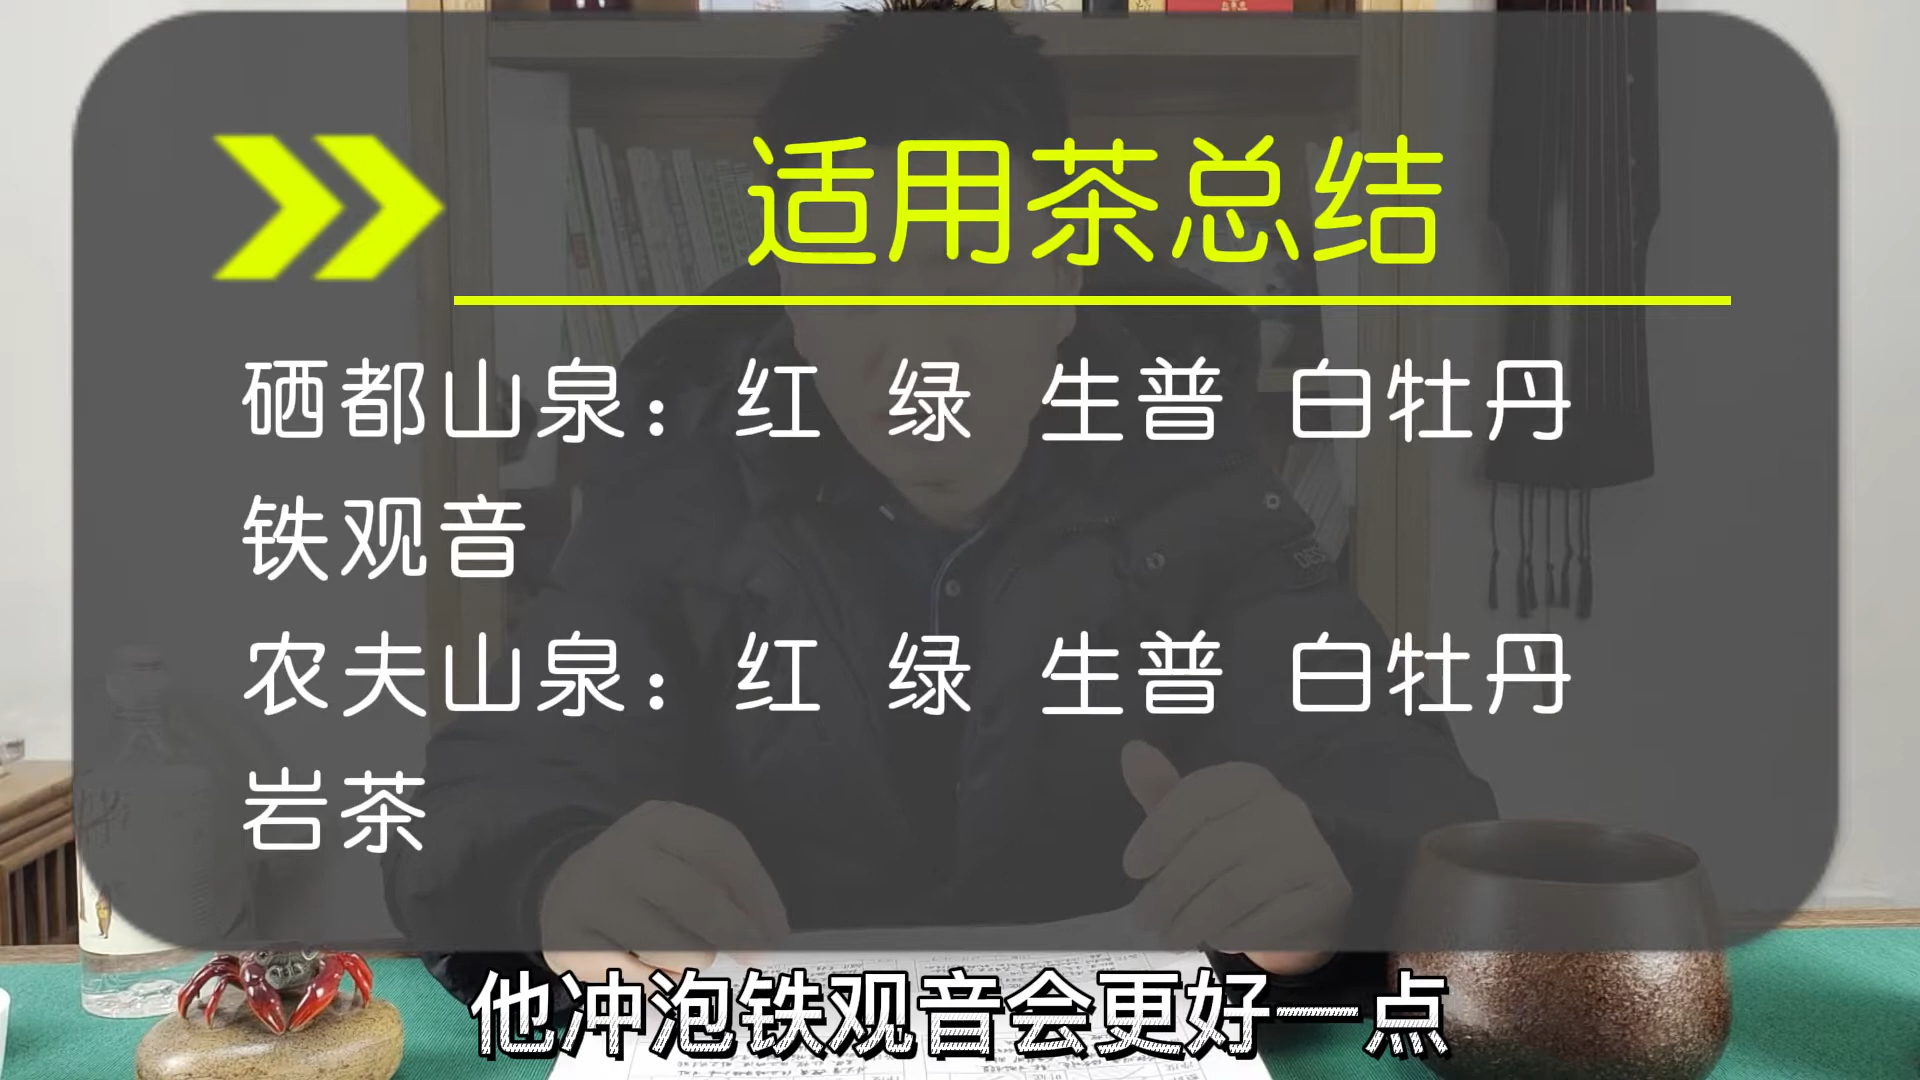 适用茶总结
硒都山泉：红 绿 生普 白牡丹
铁观音
农夫山泉：红 绿 生普 白牡丹
岩茶
他冲泡铁观音会更好一点